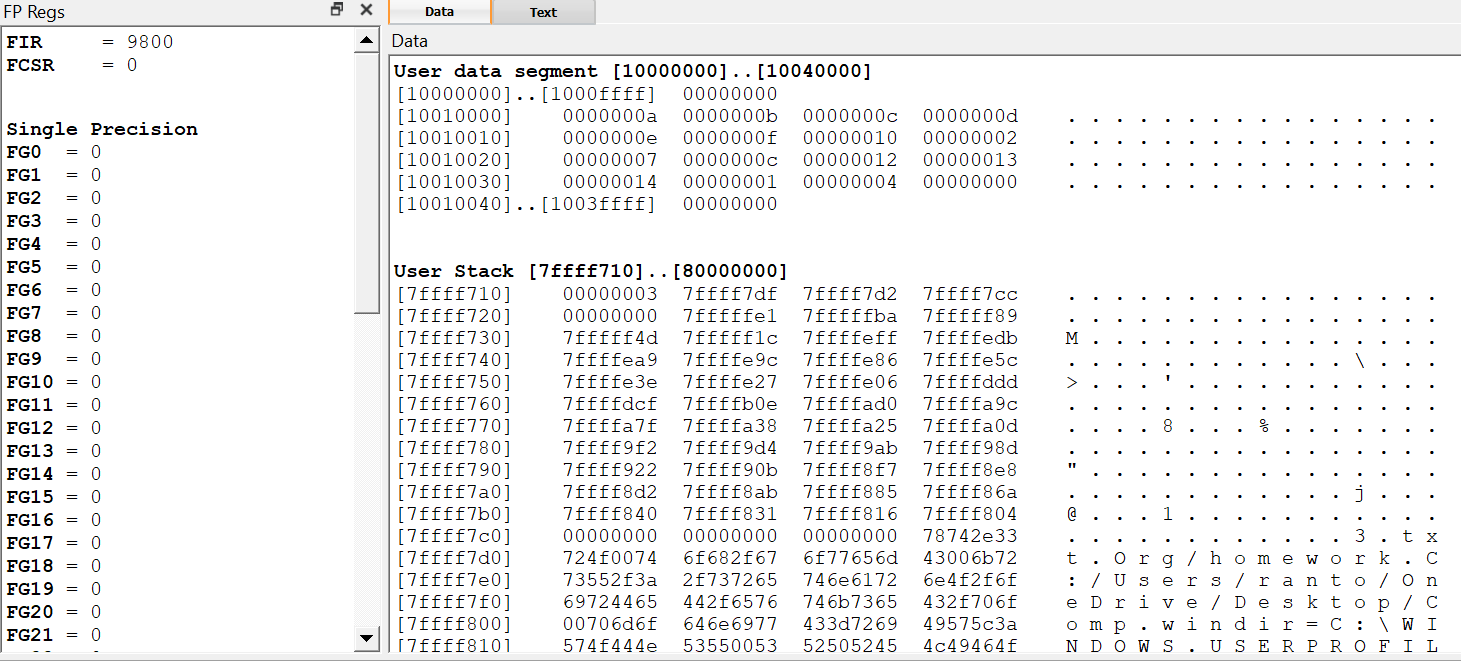 FP Regs
FIR = 9800
FCSR = 0
Single Precision
FG0 = 0
FG1 = 0
FG2 = 0
FG3 = 0
FG4 = 0
FG5 = 0
FG6 = 0
FG7 = 0
FG8 = 0
FG9 = 0
FG10 = 0
FG11 = 0
FG12 = 0
FG13 = 0
FG14 = 0
FG15 = 0
FG16 = 0
FG17 = 0
FG18 = 0
FG19 = 0
FG20 = 0
FG21 = 0
Data Text
Data
User data segment [10000000]..[10040000]
[10000000]..[1000ffff] 00000000
[10010000] 0000000a 0000000b 0000000c 0000000d . . . . . . . . . . . . . . . .
[10010010] 0000000e 0000000f 00000010 00000002 . . . . . . . . . . . . . . . .
[10010020] 00000007 0000000c 00000012 00000013 . . . . . . . . . . . . . . . .
[10010030] 00000014 00000001 00000004 00000000 . . . . . . . . . . . . . . . .
[10010040]..[1003ffff] 00000000
User Stack [7ffff710]..[80000000]
[7ffff710] 00000003 7ffff7df 7ffff7d2 7ffff7cc . . . . . . . . . . . . . . . .
[7ffff720] 00000000 7fffffe1 7fffffba 7fffff89 . . . . . . . . . . . . . . . .
[7ffff730] 7fffff4d 7fffff1c 7ffffeff 7ffffedb M . . . . . . . . . . . . . . .
[7ffff740] 7ffffea9 7ffffe9c 7ffffe86 7ffffe5c . . . . . . . . . . . . \ . . .
[7ffff750] 7ffffe3e 7ffffe27 7ffffe06 7ffffddd > . . . ' . . . . . . . . . . .
[7ffff760] 7ffffdcf 7ffffb0e 7ffffad0 7ffffa9c . . . . . . . . . . . . . . . .
[7ffff770] 7ffffa7f 7ffffa38 7ffffa25 7ffffa0d . . . . 8 . . . % . . . . . . .
[7ffff780] 7ffff9f2 7ffff9d4 7ffff9ab 7ffff98d . . . . . . . . . . . . . . . .
[7ffff790] 7ffff922 7ffff90b 7ffff8f7 7ffff8e8 " . . . . . . . . . . . . . . .
[7ffff7a0] 7ffff8d2 7ffff8ab 7ffff885 7ffff86a . . . . . . . . . . . . j . . .
[7ffff7b0] 7ffff840 7ffff831 7ffff816 7ffff804 @ . . . 1 . . . . . . . . . . .
[7ffff7c0] 00000000 00000000 00000000 78742e33 . . . . . . . . . . . . 3 . t x
[7ffff7d0] 724f0074 6f682f67 6f77656d 43006b72 t . O r g / h o m e w o r k . C
[7ffff7e0] 73552f3a 2f737265 746e6172 6e4f2f6f : / U s e r s / r a n t o / O n
[7ffff7f0] 69724465 442f6576 746b7365 432f706f e D r i v e / D e s k t o p / C
[7ffff800] 00706d6f 646e6977 433d7269 49575c3a o m p . w i n d i r = C : \ W I
[7ffff810] 574f444e 53550053 52505245 4c49464f N D O W S . U S E R P R O F I L